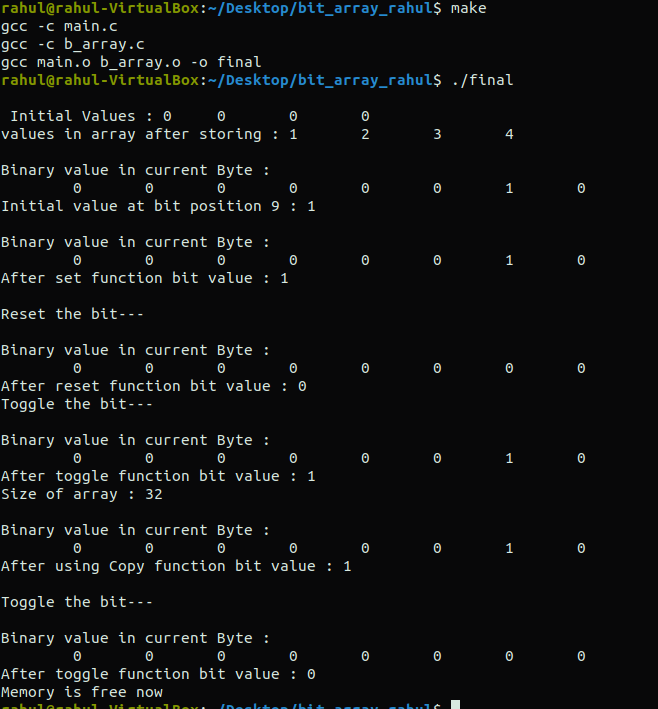 rahul@rahul-VirtualBox:~/Desktop/bit_array_rahul$ make
gcc -c main.c
gcc -c b_array.c
gcc main.o b_array.o -o final
rahul@rahul-VirtualBox:~/Desktop/bit_array_rahul$ ./final
Initial Values : 0 0 0 0
values in array after storing : 1 2 3 4
Binary value in current Byte :
0 0 0 0 0 0 1 0
Initial value at bit position 9 : 1
Binary value in current Byte :
0 0 0 0 0 0 1 0
After set function bit value : 1
Reset the bit---
Binary value in current Byte :
0 0 0 0 0 0 0 0
After reset function bit value : 0
Toggle the bit---
Binary value in current Byte :
0 0 0 0 0 0 1 0
After toggle function bit value : 1
Size of array : 32
Binary value in current Byte :
0 0 0 0 0 0 1 0
After using Copy function bit value : 1
Toggle the bit---
Binary value in current Byte :
0 0 0 0 0 0 0 0
After toggle function bit value : 0
Memory is free now
rahul@rahul-VirtualBox:~/Desktop/bit_array_rahul$